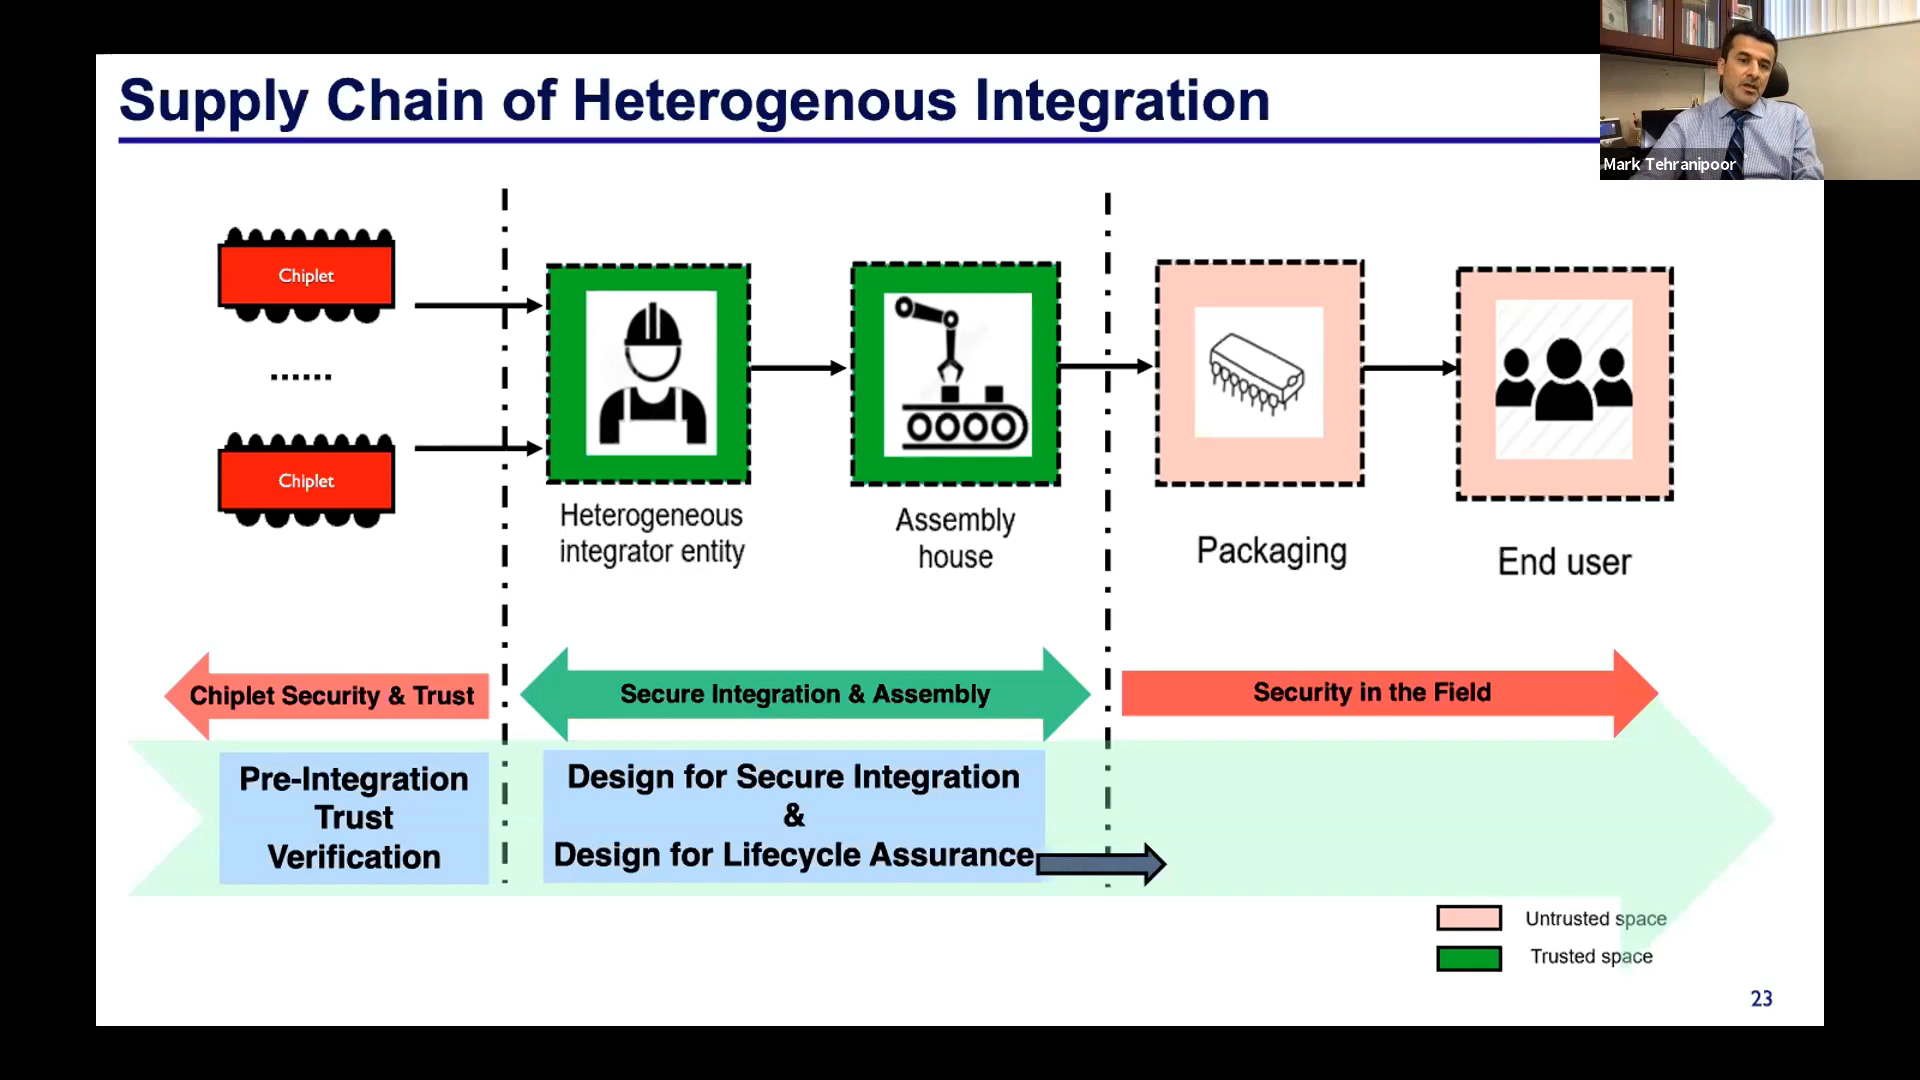 Supply Chain of Heterogenous Integration
Mark Tehranipoor
Chiplet
......
Chiplet
Heterogeneous
integrator entity
Assembly
house
Packaging
End user
Chiplet Security & Trust
Secure Integration & Assembly
Security in the Field
Pre-Integration
Trust
Verification
Design for Secure Integration
&
Design for Lifecycle Assurance
Untrusted space
Trusted space
23